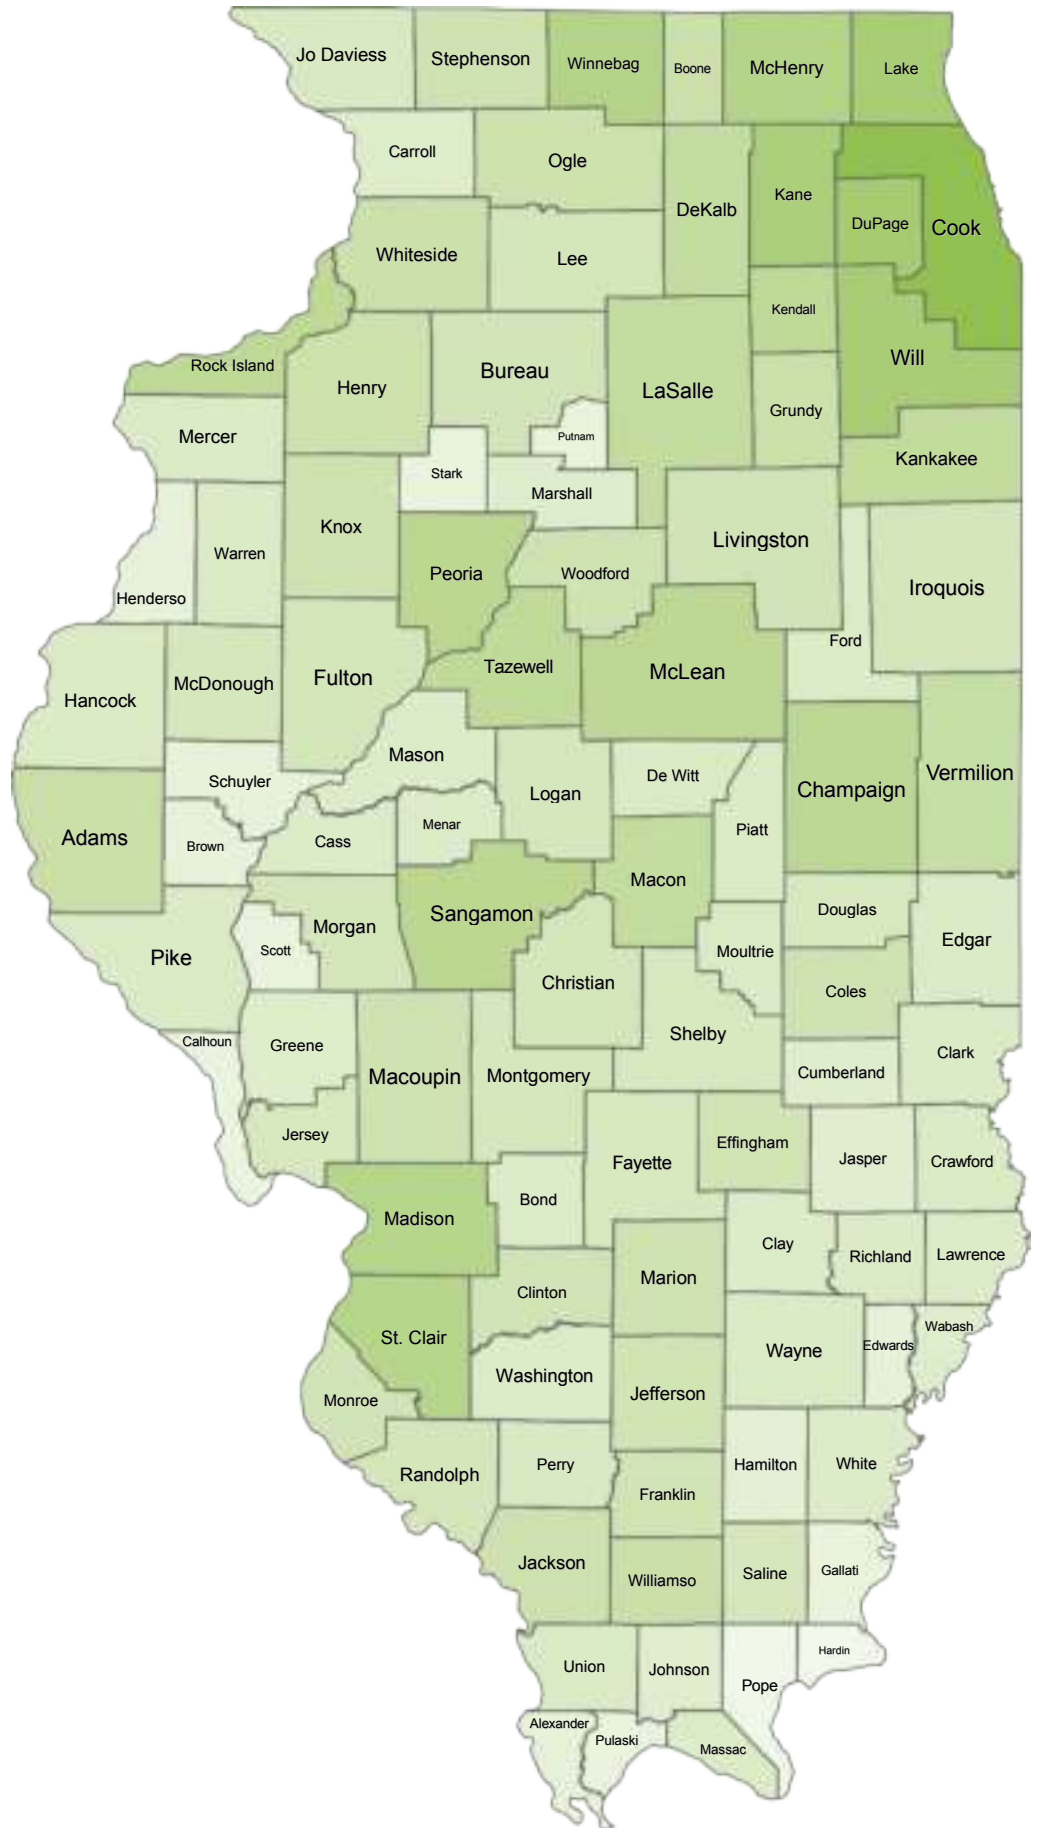 Jo Daviess
Stephenson
Winnebag
Boone
McHenry
Lake
Carroll
Ogle
DeKalb
Kane
DuPage
Cook
Whiteside
Lee
Kendall
Rock Island
Henry
Bureau
LaSalle
Will
Grundy
Mercer
Putnam
Kankakee
Stark
Marshall
Knox
Warren
Livingston
Peoria
Woodford
Iroquois
Henderso
Ford
Tazewell
McLean
Fulton
McDonough
Hancock
Mason
Schuyler
De Witt
Vermilion
Champaign
Logan
Menar
Piatt
Adams
Cass
Brown
Macon
Sangamon
Douglas
Morgan
Edgar
Scott
Moultrie
Pike
Christian
Coles
Shelby
Calhoun
Greene
Clark
Cumberland
Macoupin
Montgomery
Jersey
Effingham
Fayette
Jasper
Crawford
Bond
Madison
Clay
Richland
Lawrence
Marion
Clinton
Wabash
St. Clair
Edwards
Wayne
Washington
Jefferson
Monroe
Randolph
Perry
Hamilton
White
Franklin
Jackson
Williamso
Saline
Gallati
Hardin
Union
Johnson
Pope
Alexander
Pulaski
Massac